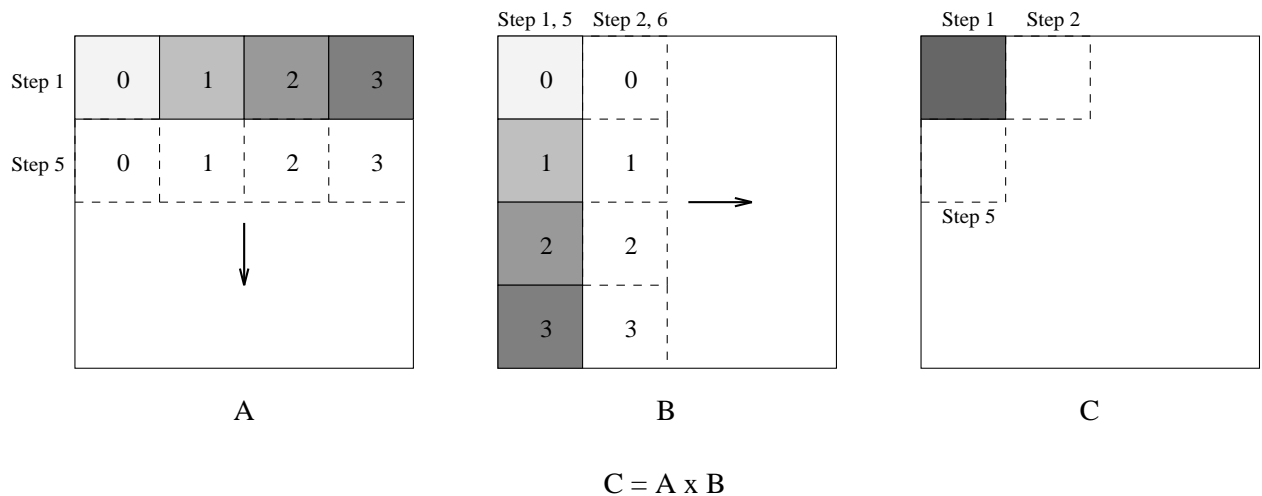 Step 1, 5 Step 2, 6 Step 1 Step 2
Step 1 0 1 2 3 0 0
Step 5 0 1 2 3 1 1
Step 5
2 2
3 3
A B C
C = A x B